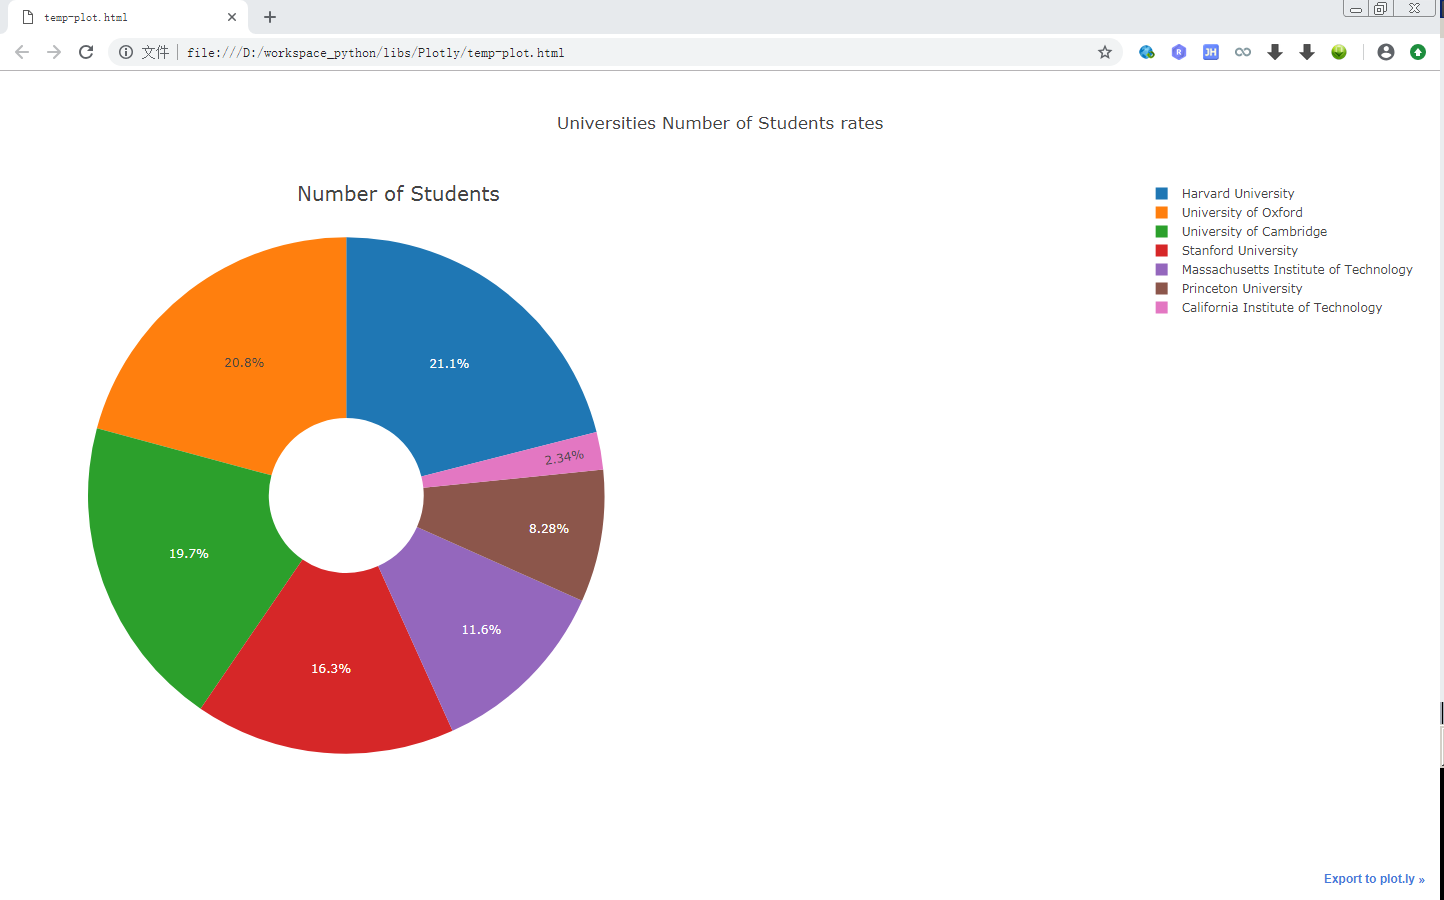 temp-plot.html
文件 file:///D:/workspace_python/libs/Plotly/temp-plot.html
R
JH
Universities Number of Students rates
Number of Students
Harvard University
University of Oxford
University of Cambridge
Stanford University
Massachusetts Institute of Technology
Princeton University
California Institute of Technology
20.8%
21.1%
2.34%
8.28%
19.7%
11.6%
16.3%
Export to plot.ly »